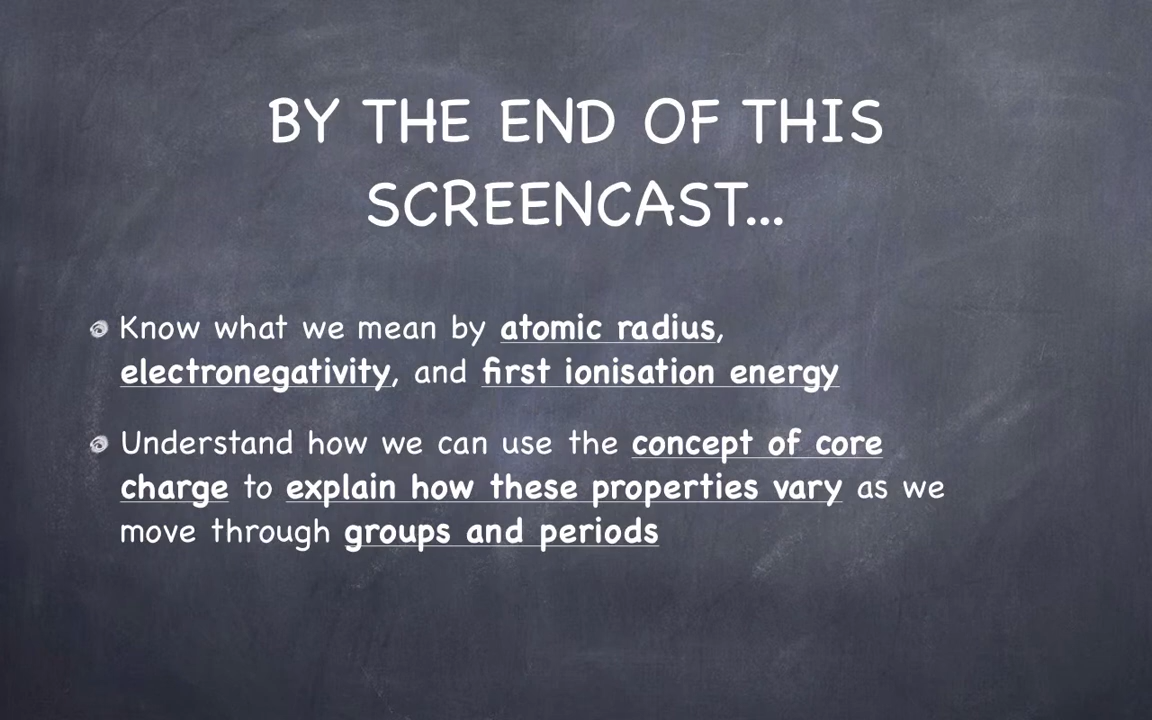 BY THE END OF THIS
SCREENCAST...
Know what we mean by atomic radius,
electronegativity, and first ionisation energy
Understand how we can use the concept of core
charge to explain how these properties vary as we
move through groups and periods